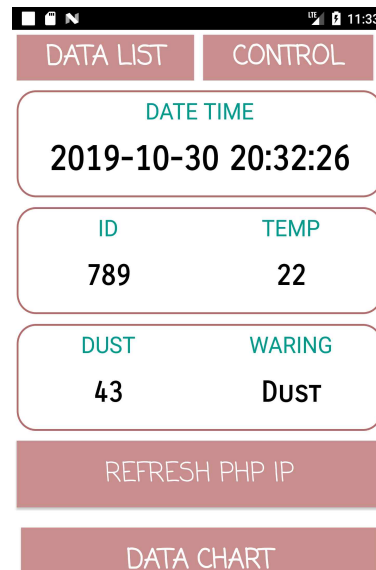 LTE 11:33
DATA LIST CONTROL
DATE TIME
2019-10-30 20:32:26
ID TEMP
789 22
DUST WARING
43 Dust
REFRESH PHP IP
DATA CHART